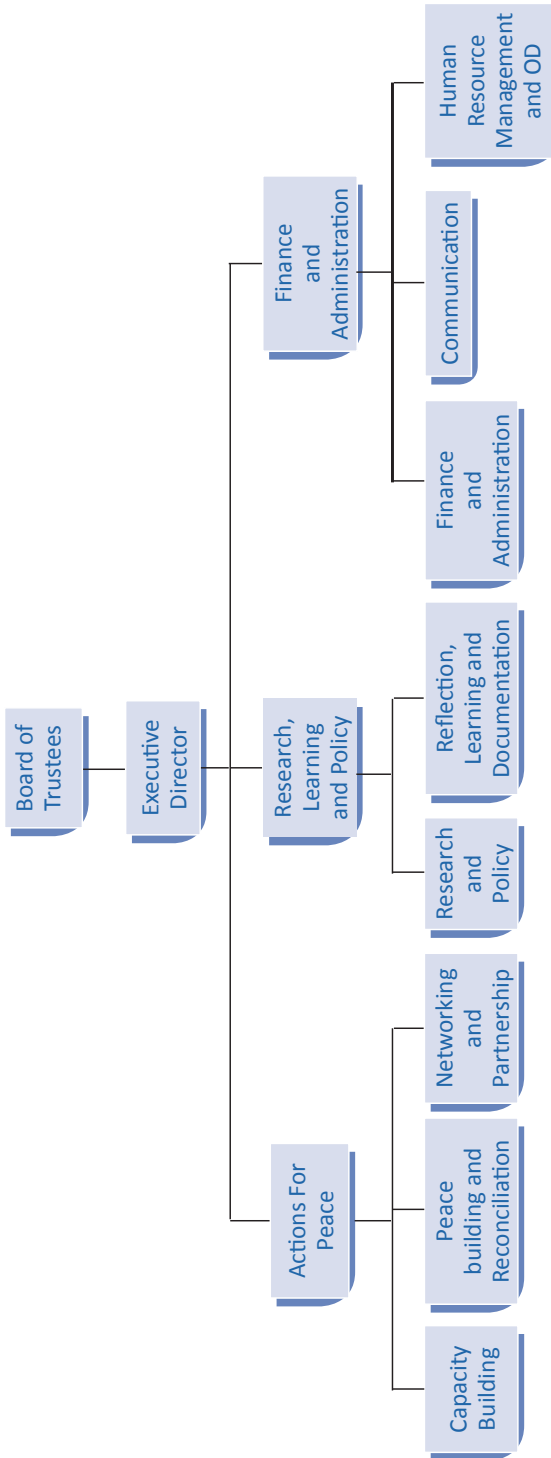 Board of
Trustees
Executive
Director
Actions For
Peace
Research,
Learning
and Policy
Finance
and
Administration
Capacity
Building
Peace
building and
Reconciliation
Networking
and
Partnership
Research
and
Policy
Reflection,
Learning and
Documentation
Finance
and
Administration
Communication
Human
Resource
Management
and OD